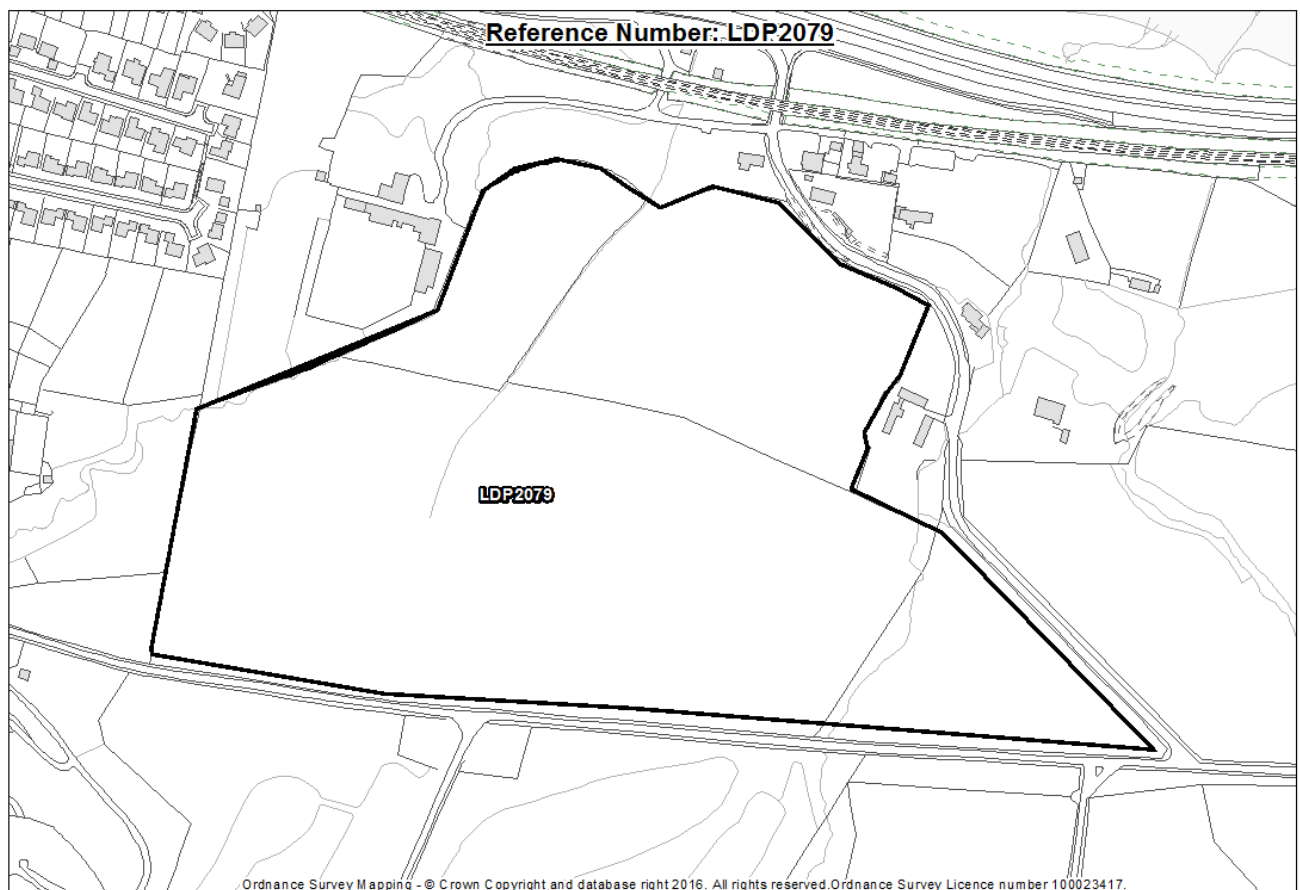 Reference Number: LDP2079
LDP2079
Ordnance Survey Mapping - © Crown Copyright and database right 2016. All rights reserved.Ordnance Survey Licence number 100023417.